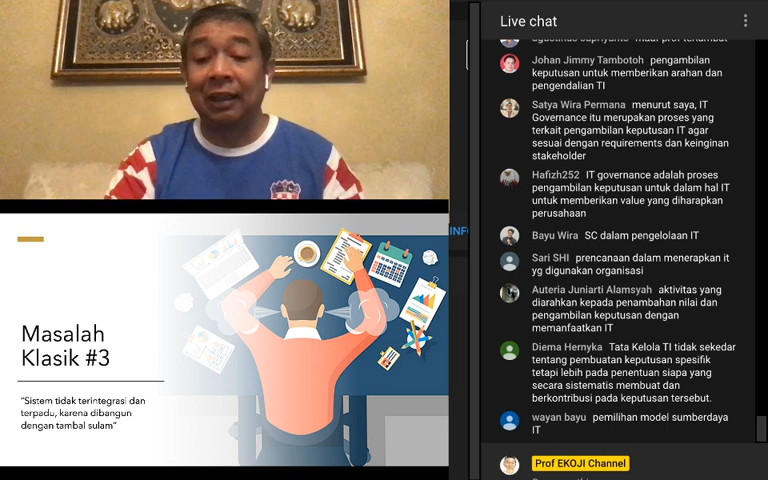 Masalah
Klasik #3
“Sistem tidak terintegrasi dan
terpadu, karena dibangun
dengan tambal sulam”
INF
Live chat
Johan Jimmy Tambotoh pengambilan
keputusan untuk memberikan arahan dan
pengendalian TI
Satya Wira Permana menurut saya, IT
Governance itu merupakan proses yang
terkait pengambilan keputusan IT agar
sesuai dengan requirements dan keinginan
stakeholder
Hafizh252 IT governance adalah proses
pengambilan keputusan untuk dalam hal IT
untuk memberikan value yang diharapkan
perusahaan
Bayu Wira SC dalam pengelolaan IT
Sari SHI prencanaan dalam menerapkan it
yg digunakan organisasi
Auteria Juniarti Alamsyah aktivitas yang
diarahkan kepada penambahan nilai dan
pengambilan keputusan dengan
memanfaatkan IT
Diema Hernyka Tata Kelola TI tidak sekedar
tentang pembuatan keputusan spesifik
tetapi lebih pada penentuan siapa yang
secara sistematis membuat dan
berkontribusi pada keputusan tersebut.
wayan bayu pemilihan model sumberdaya
IT
Prof EKOJI Channel